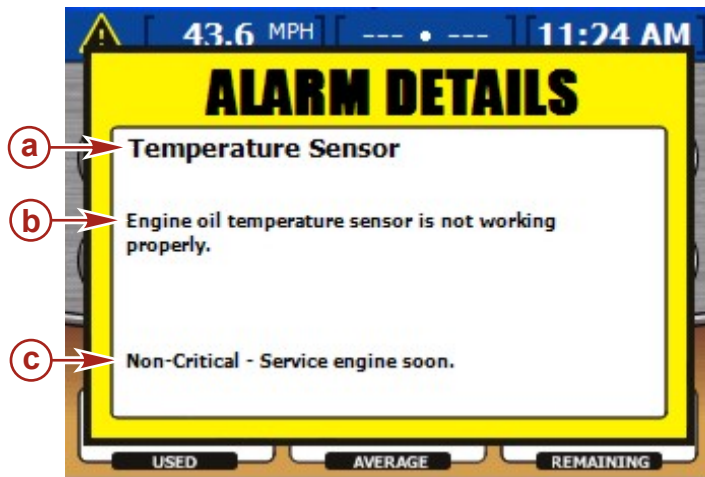 43.6 MPH --- • --- 11:24 AM
ALARM DETAILS
a
Temperature Sensor
b
Engine oil temperature sensor is not working
properly.
c
Non-Critical - Service engine soon.
USED AVERAGE REMAINING